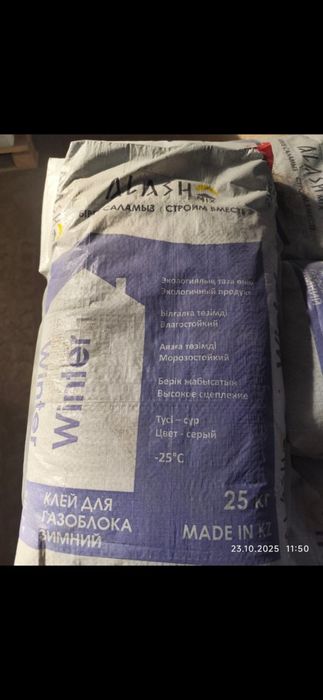 ALASH
MIX
БІРГЕ САЛАМЫЗ / СТРОИМ ВМЕСТЕ
Экологиялық таза өнім
Экологичный продукт
Ылғалға төзімді
Влагостойкий
Аязға төзімді
Морозостойкий
Берік жабысатын
Высокое сцепление
Түсі – сұр
Цвет - серый
-25°C
Winter
Winter
КЛЕЙ ДЛЯ
ГАЗОБЛОКА
ЗИМНИЙ
25 КГ
MADE IN KZ
23.10.2025 11:50